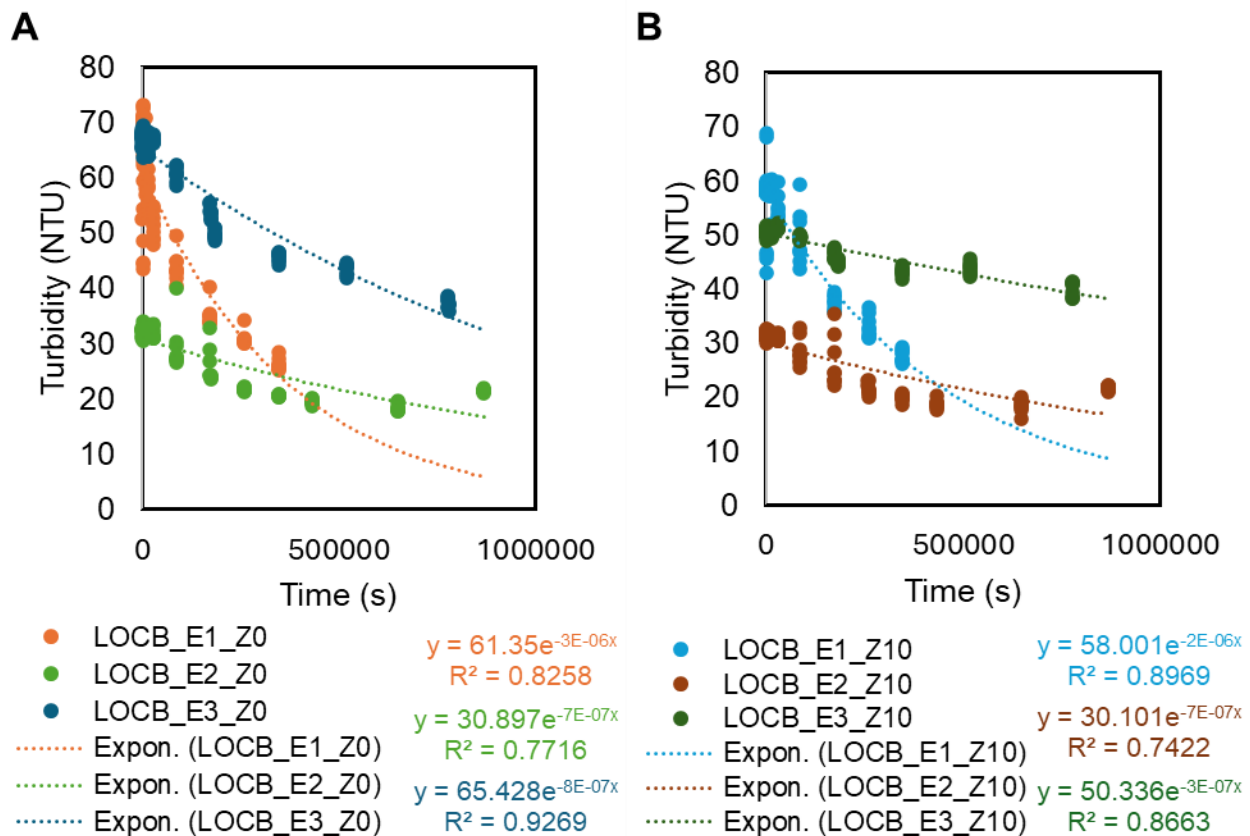 A
80
70
60
50
40
30
20
10
0
Turbidity (NTU)
0 500000 1000000
Time (s)
LOCB_E1_Z0
LOCB_E2_Z0
LOCB_E3_Z0
Expon. (LOCB_E1_Z0)
Expon. (LOCB_E2_Z0)
Expon. (LOCB_E3_Z0)
y = 61.35e^-3E-06x
R² = 0.8258
y = 30.897e^-7E-07x
R² = 0.7716
y = 65.428e^-8E-07x
R² = 0.9269
B
80
70
60
50
40
30
20
10
0
Turbidity (NTU)
0 500000 1000000
Time (s)
LOCB_E1_Z10
LOCB_E2_Z10
LOCB_E3_Z10
Expon. (LOCB_E1_Z10)
Expon. (LOCB_E2_Z10)
Expon. (LOCB_E3_Z10)
y = 58.001e^-2E-06x
R² = 0.8969
y = 30.101e^-7E-07x
R² = 0.7422
y = 50.336e^-3E-07x
R² = 0.8663